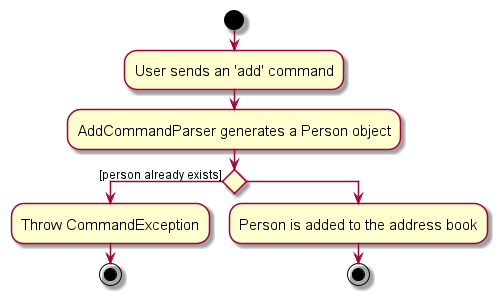 User sends an 'add' command
AddCommandParser generates a Person object
[person already exists]
Throw CommandException
Person is added to the address book